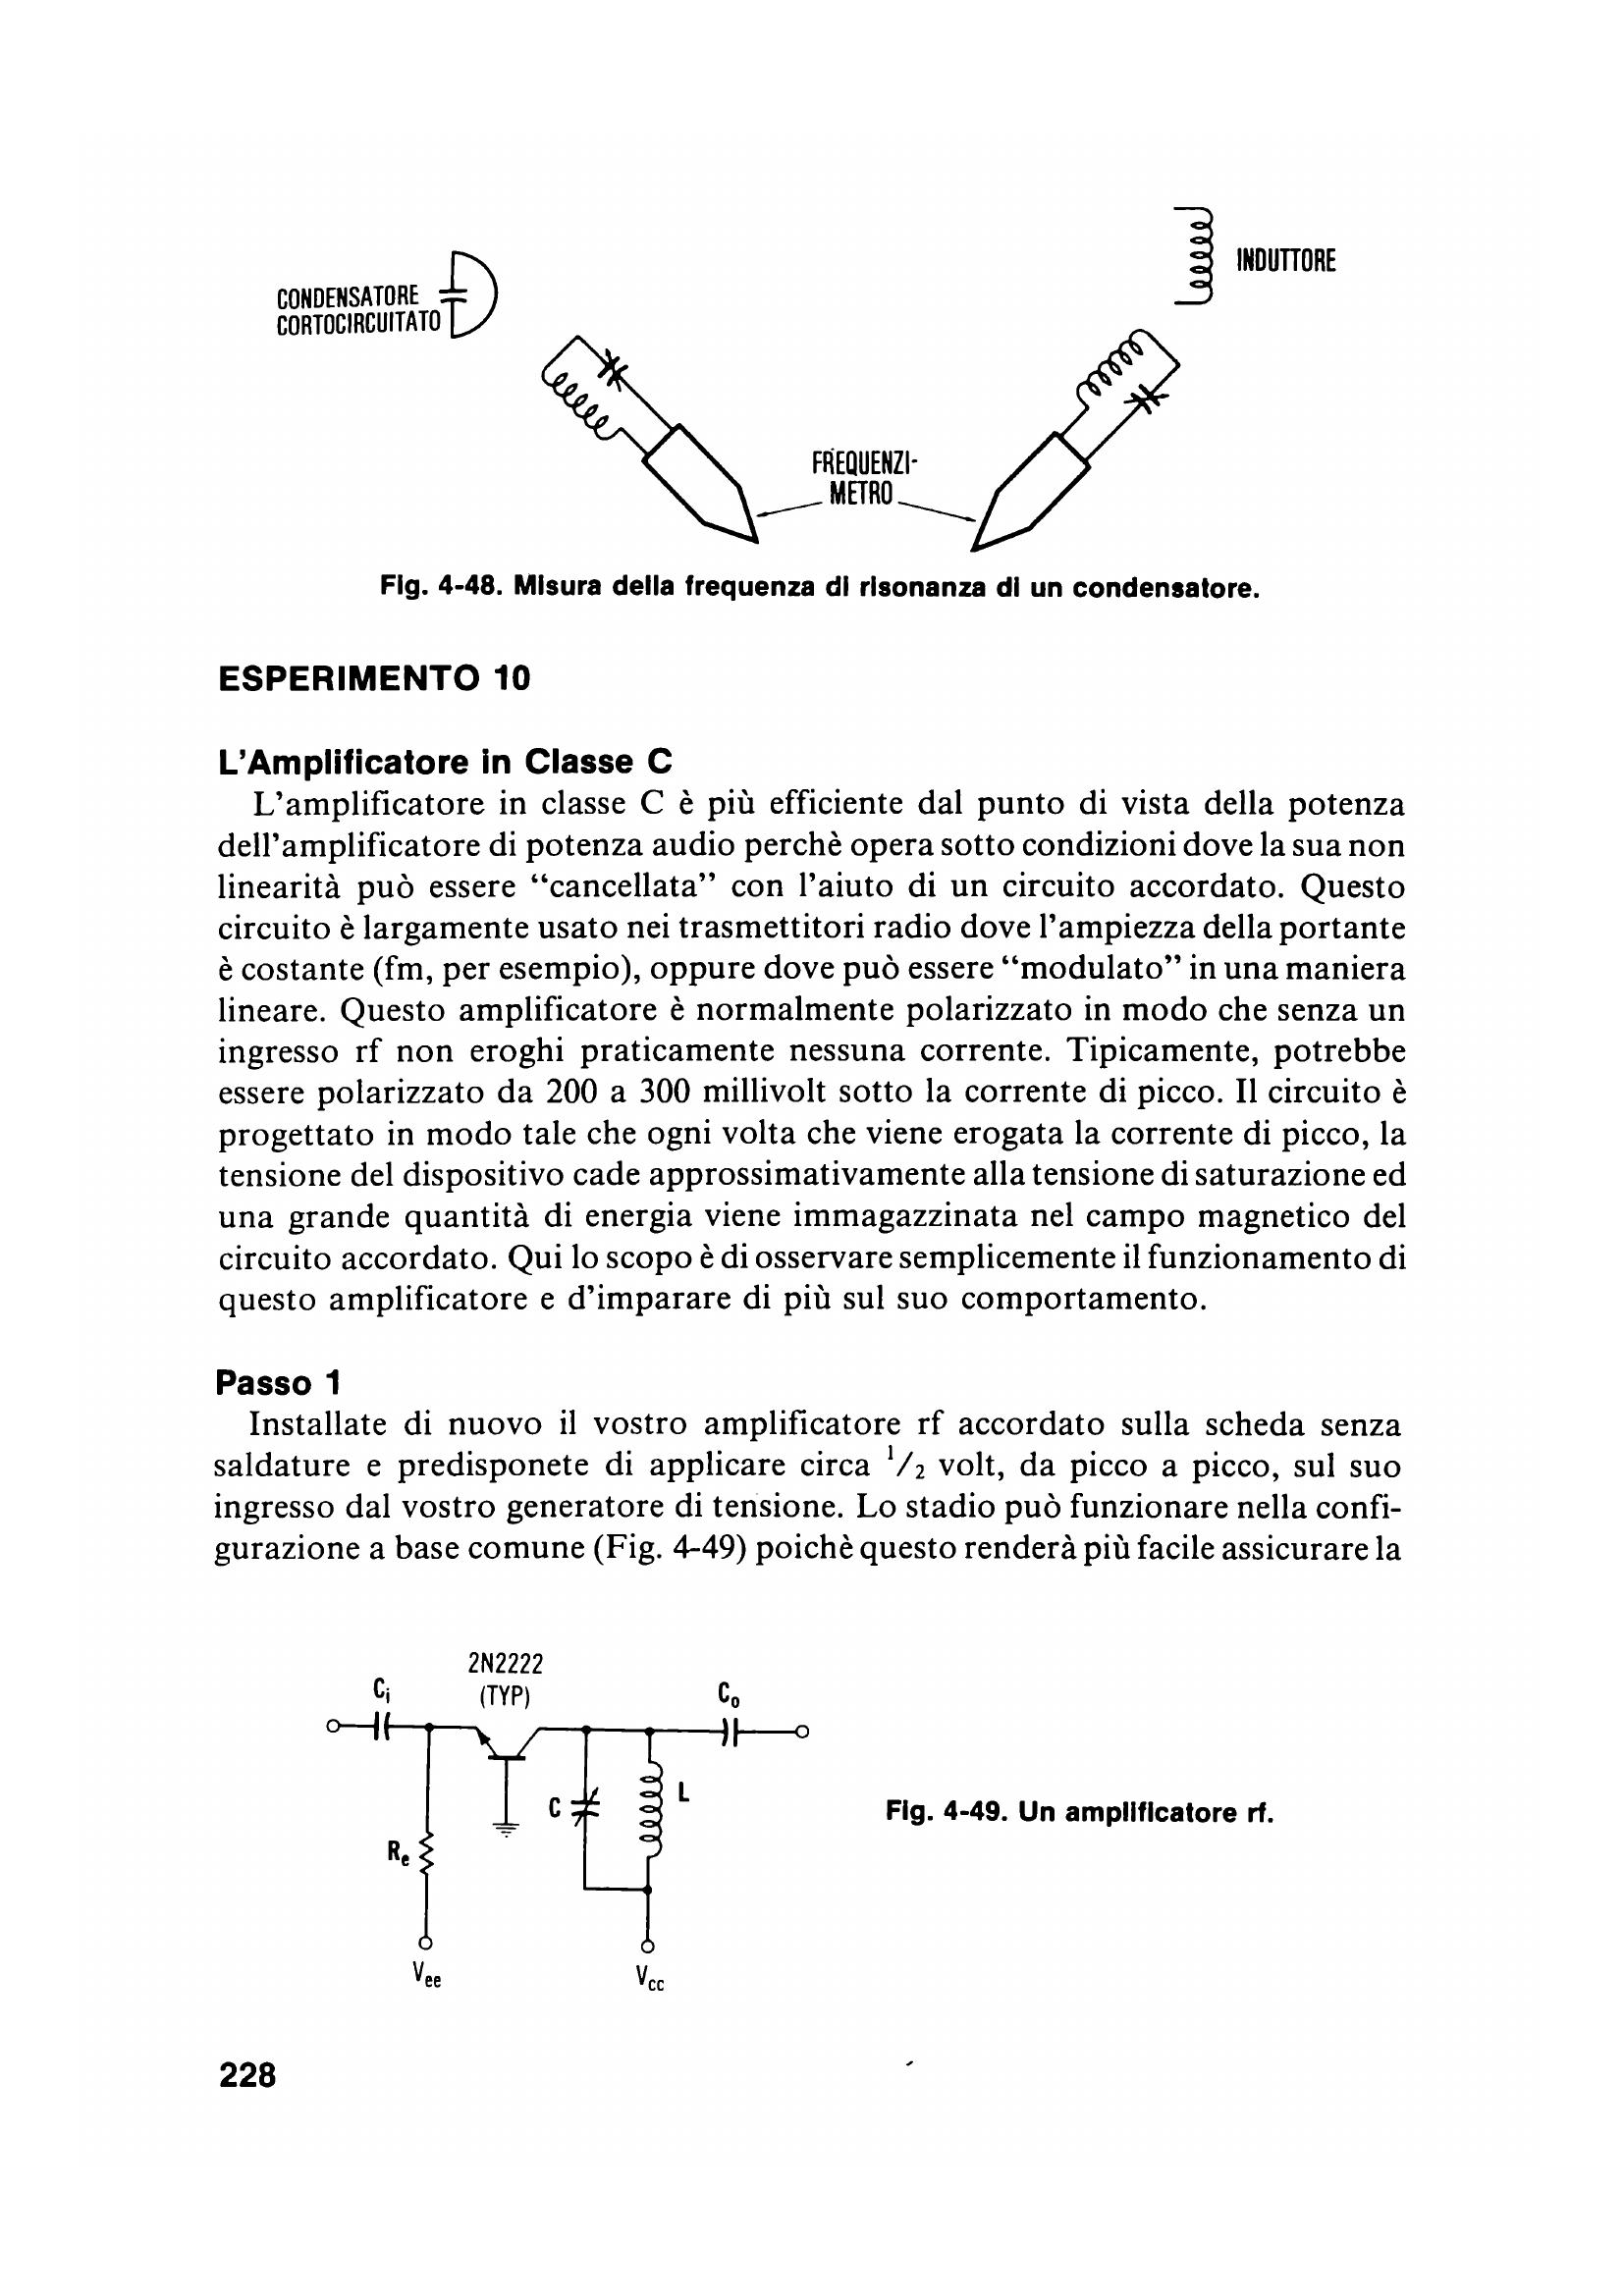 CONDENSATORE
CORTOCIRCUITATO
INDUTTORE
FREQUENZI-
METRO
Fig. 4-48. Misura della frequenza di risonanza di un condensatore.
ESPERIMENTO 10
L'Amplificatore in Classe C
L'amplificatore in classe C è più efficiente dal punto di vista della potenza
dell'amplificatore di potenza audio perchè opera sotto condizioni dove la sua non
linearità può essere “cancellata” con l'aiuto di un circuito accordato. Questo
circuito è largamente usato nei trasmettitori radio dove l'ampiezza della portante
è costante (fm, per esempio), oppure dove può essere “modulato” in una maniera
lineare. Questo amplificatore è normalmente polarizzato in modo che senza un
ingresso rf non eroghi praticamente nessuna corrente. Tipicamente, potrebbe
essere polarizzato da 200 a 300 millivolt sotto la corrente di picco. Il circuito è
progettato in modo tale che ogni volta che viene erogata la corrente di picco, la
tensione del dispositivo cade approssimativamente alla tensione di saturazione ed
una grande quantità di energia viene immagazzinata nel campo magnetico del
circuito accordato. Qui lo scopo è di osservare semplicemente il funzionamento di
questo amplificatore e d'imparare di più sul suo comportamento.
Passo 1
Installate di nuovo il vostro amplificatore rf accordato sulla scheda senza
saldature e predisponete di applicare circa 1/2 volt, da picco a picco, sul suo
ingresso dal vostro generatore di tensione. Lo stadio può funzionare nella confi-
gurazione a base comune (Fig. 4-49) poichè questo renderà più facile assicurare la
2N2222
(TYP)
Ci
Co
C
L
Re
Vee
Vcc
Fig. 4-49. Un amplificatore rf.
228